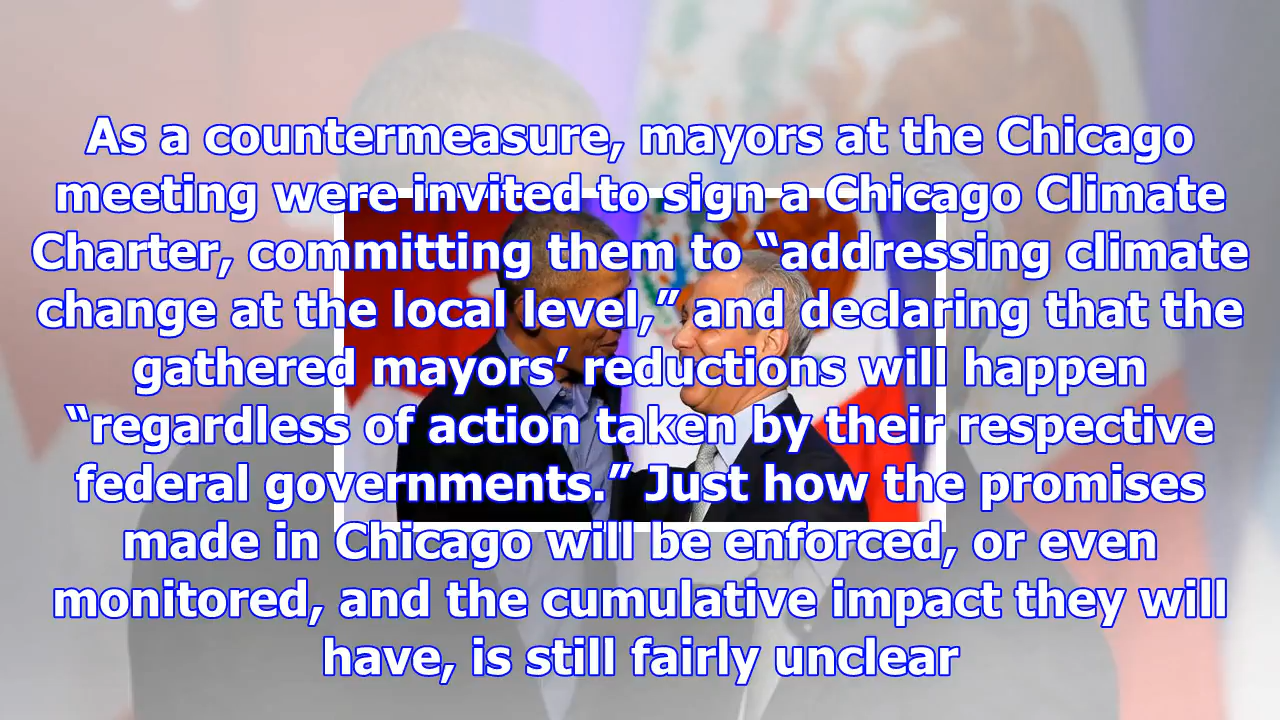 As a countermeasure, mayors at the Chicago
meeting were invited to sign a Chicago Climate
Charter, committing them to “addressing climate
change at the local level,” and declaring that the
gathered mayors’ reductions will happen
“regardless of action taken by their respective
federal governments.” Just how the promises
made in Chicago will be enforced, or even
monitored, and the cumulative impact they will
have, is still fairly unclear